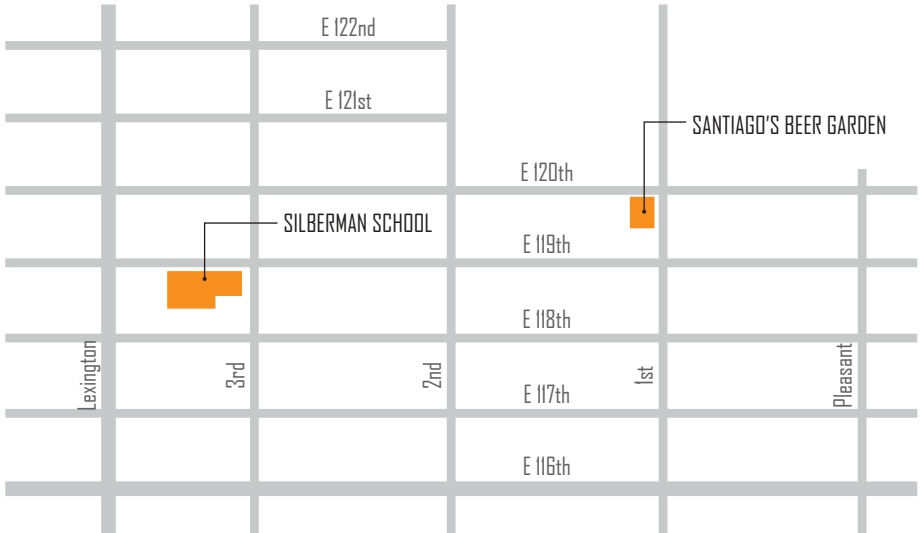 E 122nd
E 121st
SANTIAGO'S BEER GARDEN
E 120th
SILBERMAN SCHOOL
E 119th
E 118th
Lexington
3rd
2nd
1st
Pleasant
E 117th
E 116th